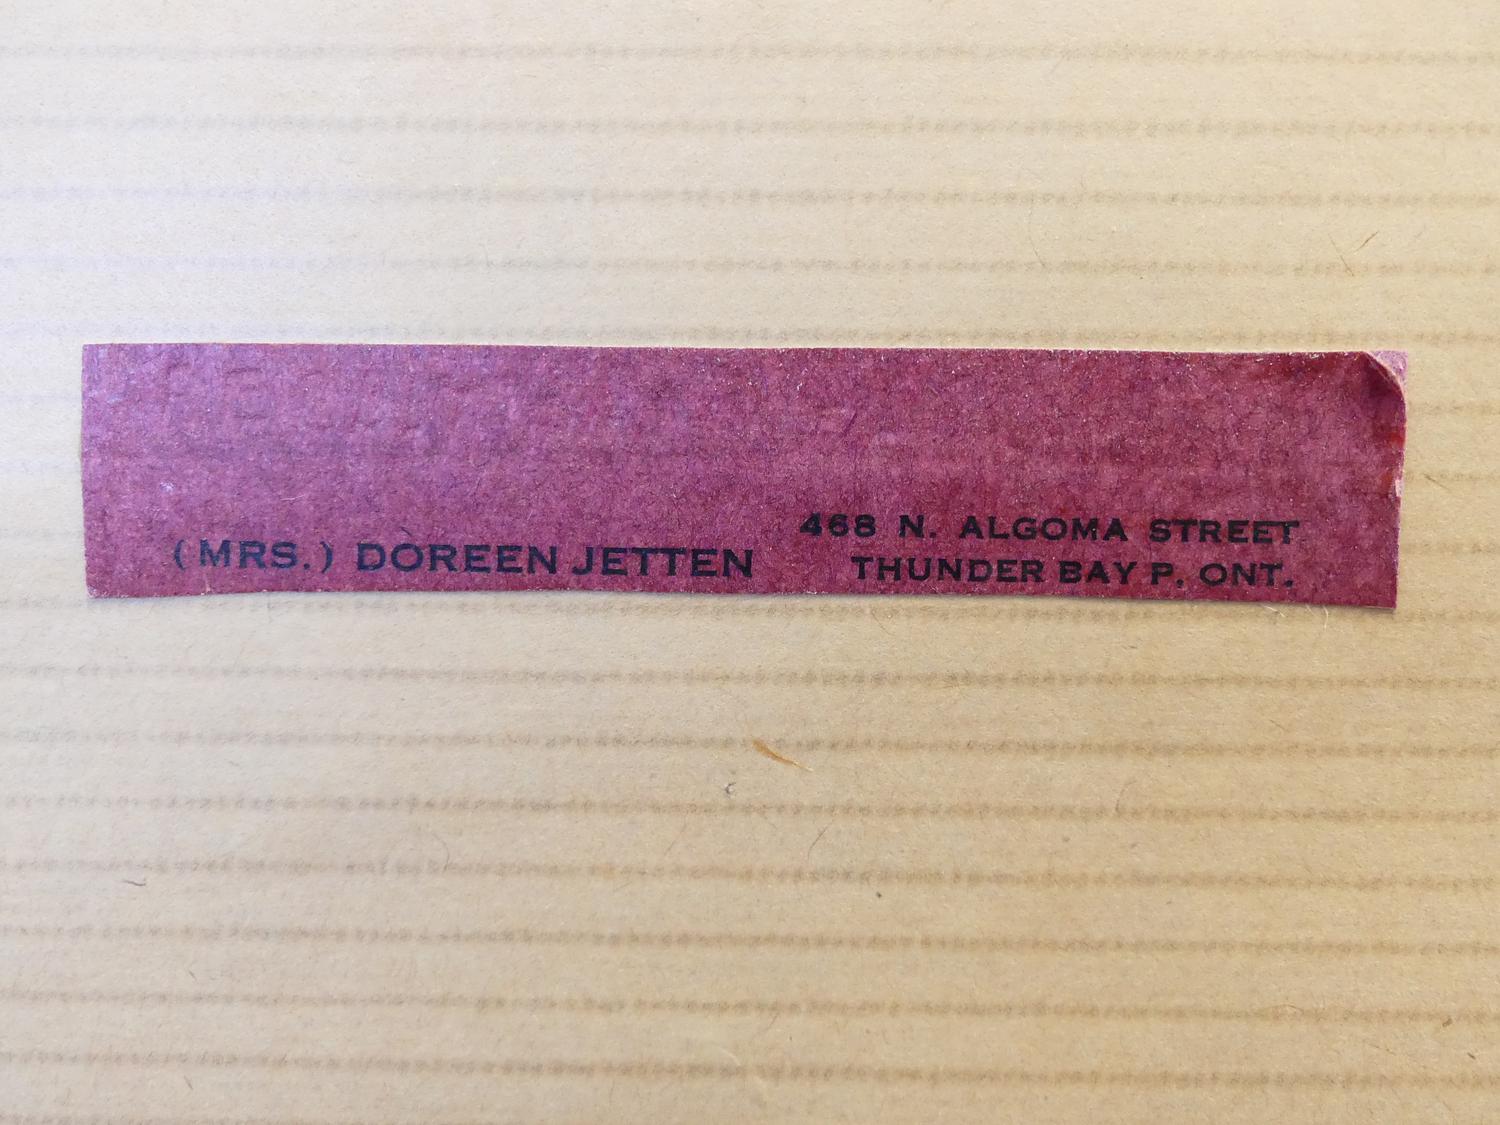 (MRS.) DOREEN JETTEN
468 N. ALGOMA STREET
THUNDER BAY P. ONT.